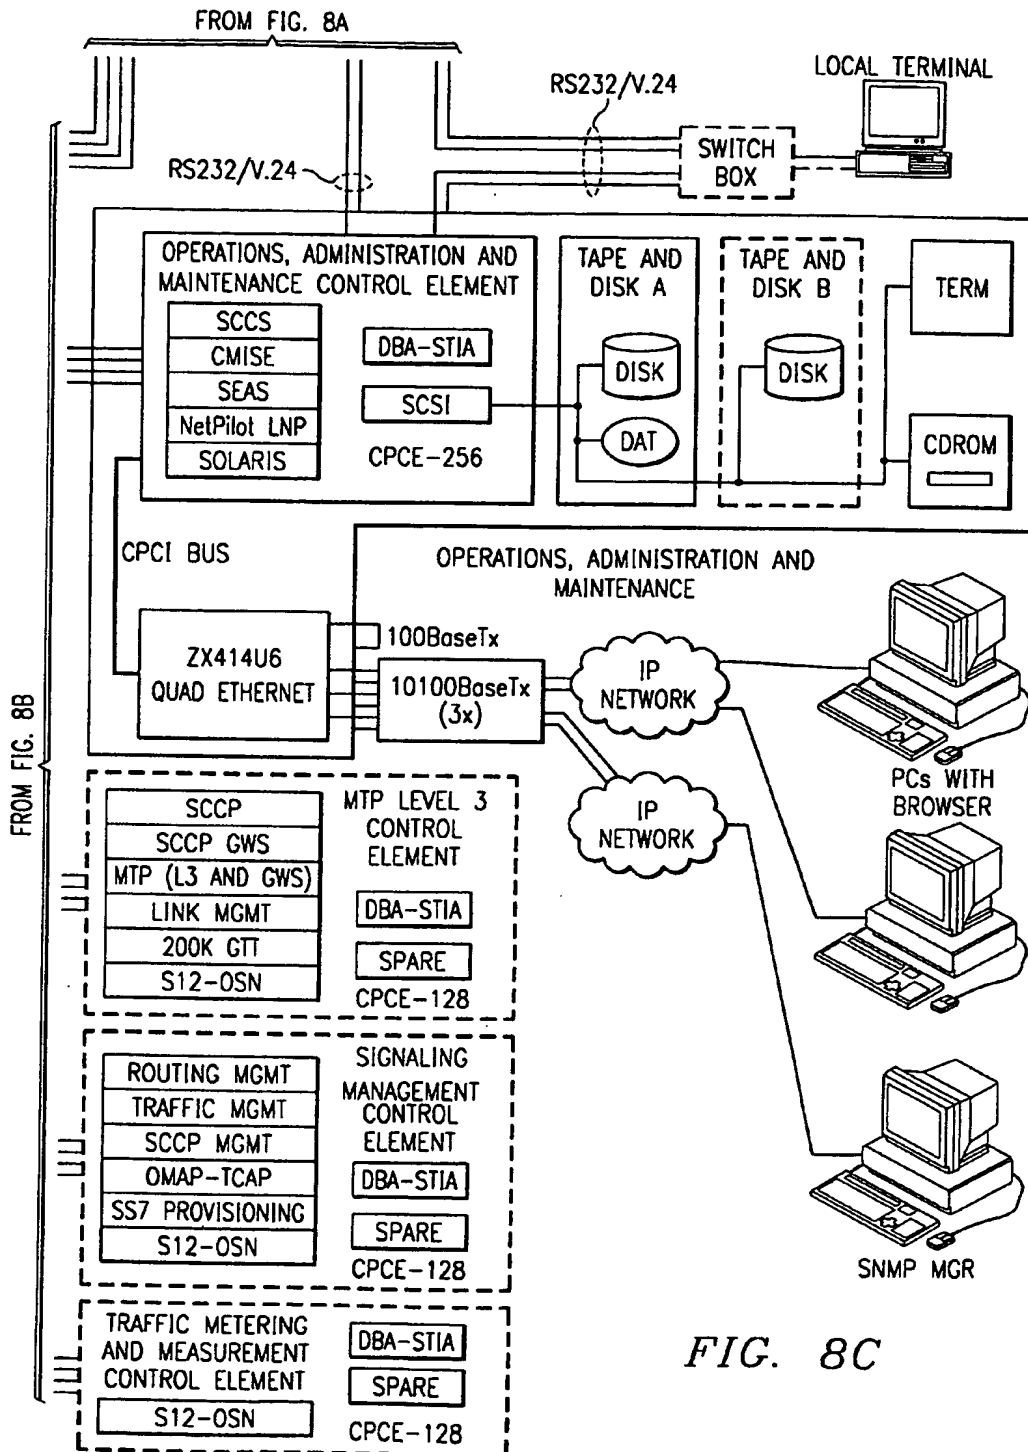 FROM FIG. 8A
LOCAL TERMINAL
RS232/V.24
SWITCH
BOX
RS232/V.24
FROM FIG. 8B
OPERATIONS, ADMINISTRATION AND
MAINTENANCE CONTROL ELEMENT
SCCS
CMISE
SEAS
NetPilot LNP
SOLARIS
DBA-STIA
SCSI
CPCE-256
TAPE AND
DISK A
DISK
DAT
TAPE AND
DISK B
DISK
TERM
CDROM
CPCI BUS
OPERATIONS, ADMINISTRATION AND
MAINTENANCE
ZX414U6
QUAD ETHERNET
100BaseTx
10100BaseTx
(3x)
IP
NETWORK
IP
NETWORK
PCs WITH
BROWSER
SNMP MGR
SCCP
SCCP GWS
MTP (L3 AND GWS)
LINK MGMT
200K GTT
S12-OSN
MTP LEVEL 3
CONTROL
ELEMENT
DBA-STIA
SPARE
CPCE-128
ROUTING MGMT
TRAFFIC MGMT
SCCP MGMT
OMAP-TCAP
SS7 PROVISIONING
S12-OSN
SIGNALING
MANAGEMENT
CONTROL
ELEMENT
DBA-STIA
SPARE
CPCE-128
TRAFFIC METERING
AND MEASUREMENT
CONTROL ELEMENT
S12-OSN
DBA-STIA
SPARE
CPCE-128
FIG. 8C